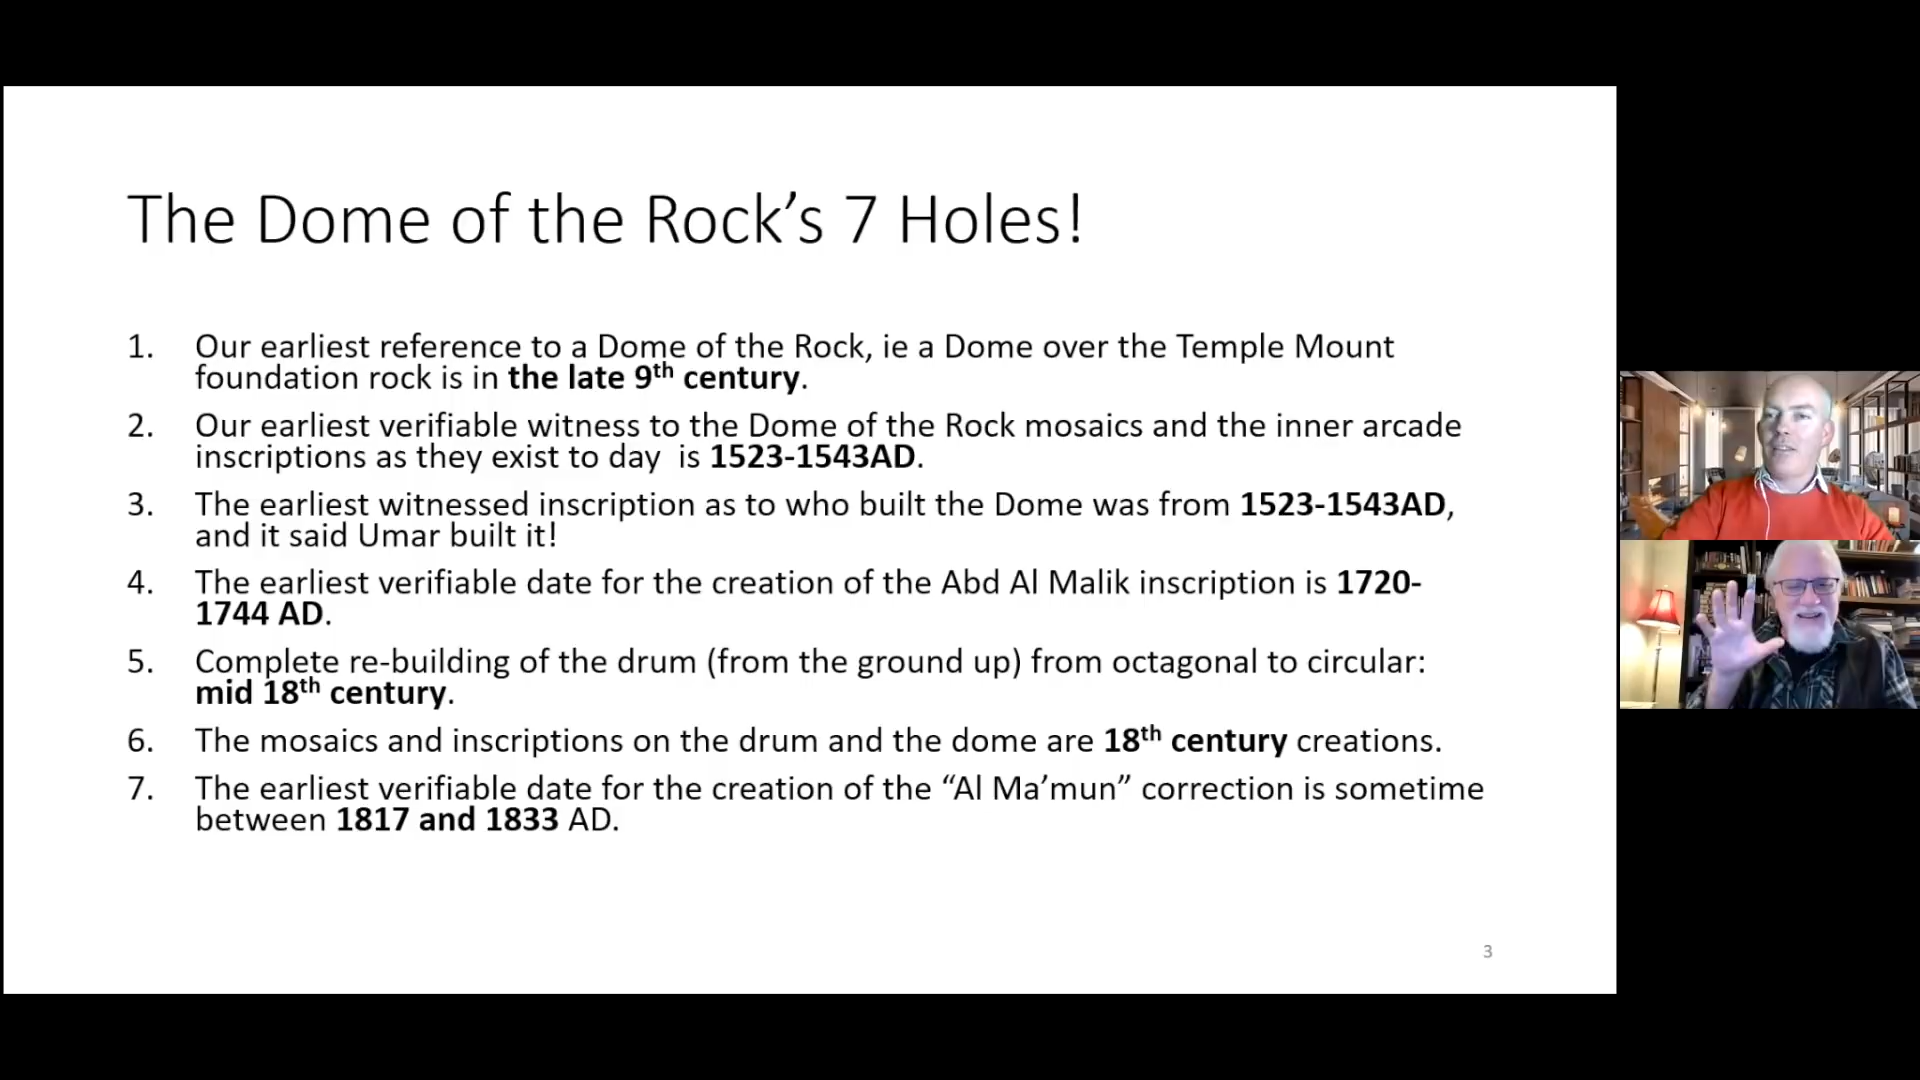 The Dome of the Rock’s 7 Holes!
1. Our earliest reference to a Dome of the Rock, ie a Dome over the Temple Mount
foundation rock is in the late 9th century.
2. Our earliest verifiable witness to the Dome of the Rock mosaics and the inner arcade
inscriptions as they exist to day is 1523-1543AD.
3. The earliest witnessed inscription as to who built the Dome was from 1523-1543AD,
and it said Umar built it!
4. The earliest verifiable date for the creation of the Abd Al Malik inscription is 1720-
1744 AD.
5. Complete re-building of the drum (from the ground up) from octagonal to circular:
mid 18th century.
6. The mosaics and inscriptions on the drum and the dome are 18th century creations.
7. The earliest verifiable date for the creation of the “Al Ma’mun” correction is sometime
between 1817 and 1833 AD.
3